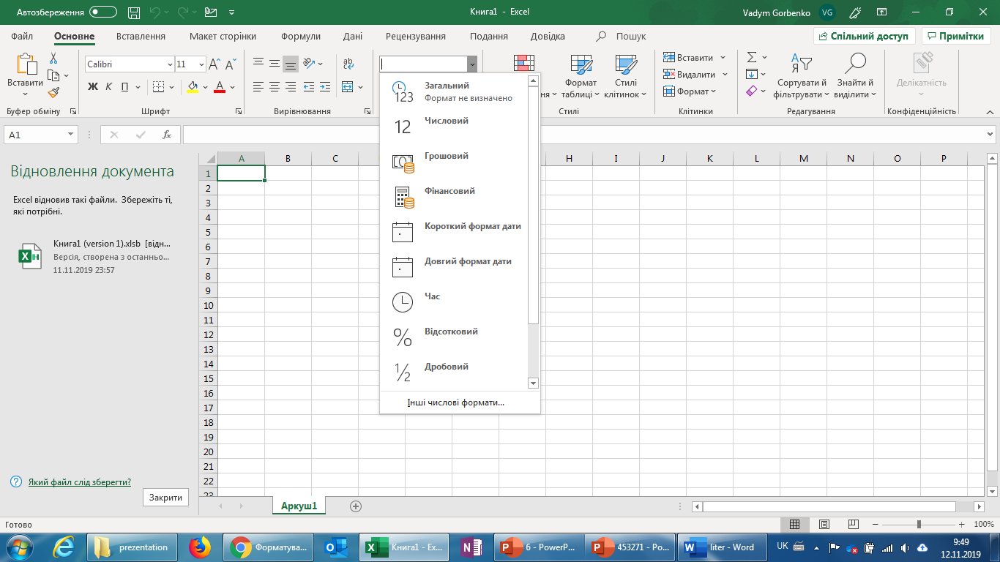 Автозбереження
Книга1 - Excel
Vadym Gorbenko
VG
Файл Основне Вставлення Макет сторінки Формули Дані Рецензування Подання Довідка Пошук
Спільний доступ
Примітки
Вставити
Calibri
11
Ж К П
Буфер обміну
Шрифт
Вирівнювання
ня
Формат таблиці
Стилі клітинок
Стилі
Вставити
Видалити
Формат
Клітинки
Сортувати й фільтрувати
Знайти й виділити
Редагування
Делікатність
Конфіденційність
A1
fx
Загальний
Формат не визначено
123
Числовий
12
Грошовий
Фінансовий
Короткий формат дати
Довгий формат дати
Час
Відсотковий
%
Дробовий
½
Інші числові формати...
Відновлення документа
Excel відновив такі файли. Збережіть ті,
які потрібні.
Книга1 (version 1).xlsb [відн...
Версія, створена з останньо...
11.11.2019 23:57
Який файл слід зберегти?
Закрити
A B C H I J K L M N O P
1
2
3
4
5
6
7
8
9
10
11
12
13
14
15
16
17
18
19
20
21
22
23
Аркуш1
Готово
100%
prezentation
Форматува...
Книга1 - Ex...
6 - PowerP...
453271 - Po...
liter - Word
UK
9:49
12.11.2019